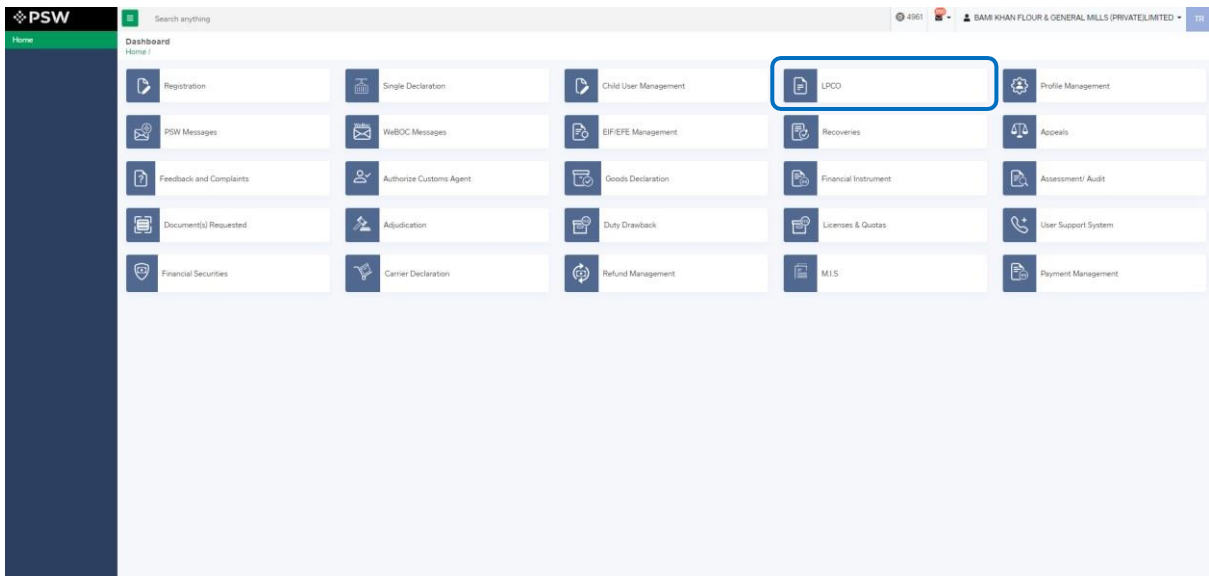 PSW
Search anything
4961
BAMI KHAN FLOUR & GENERAL MILLS (PRIVATE)LIMITED
TR
Home
Dashboard
Home /
Registration
Single Declaration
Child User Management
LPCO
Profile Management
PSW Messages
WeBOC Messages
EIF/EFE Management
Recoveries
Appeals
Feedback and Complaints
Authorize Customs Agent
Goods Declaration
Financial Instrument
Assessment/ Audit
Document(s) Requested
Adjudication
Duty Drawback
Licenses & Quotas
User Support System
Financial Securities
Carrier Declaration
Refund Management
M.I.S
Payment Management